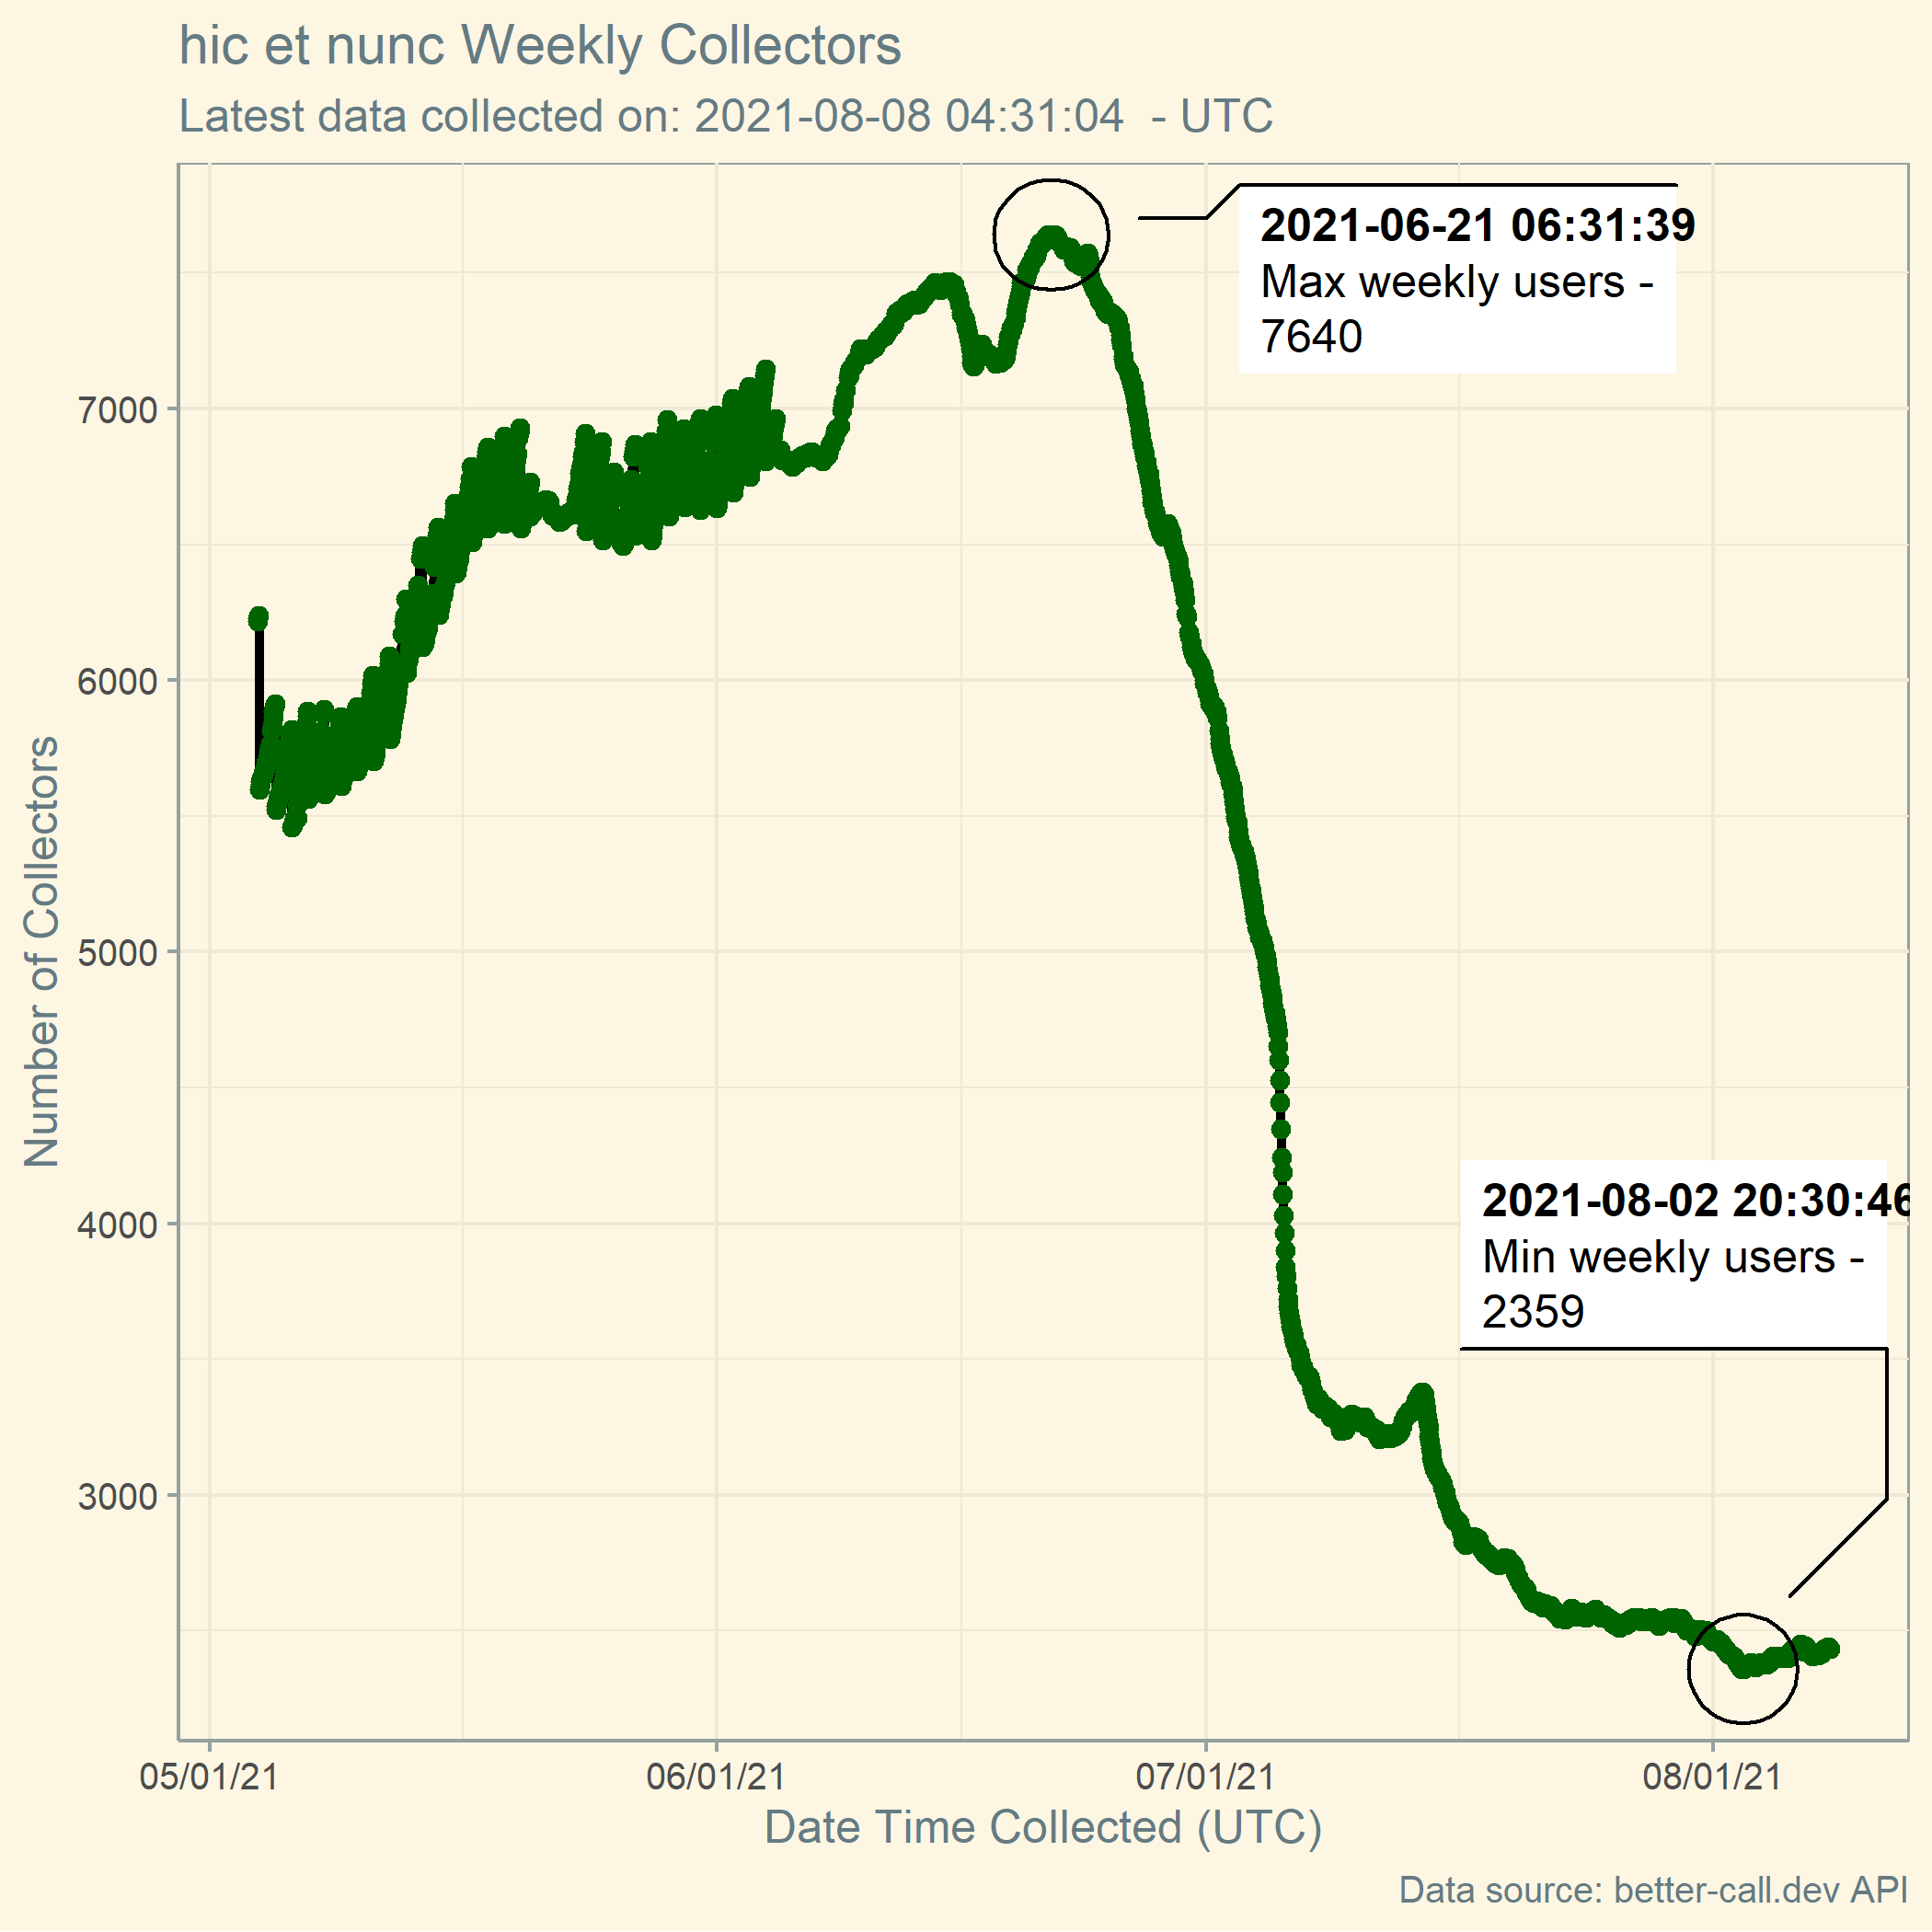 hic et nunc Weekly Collectors
Latest data collected on: 2021-08-08 04:31:04  - UTC
2021-06-21 06:31:39
Max weekly users -
7640
7000
6000
5000
4000
3000
Number of Collectors
2021-08-02 20:30:46
Min weekly users -
2359
05/01/21
06/01/21
07/01/21
08/01/21
Date Time Collected (UTC)
Data source: better-call.dev API